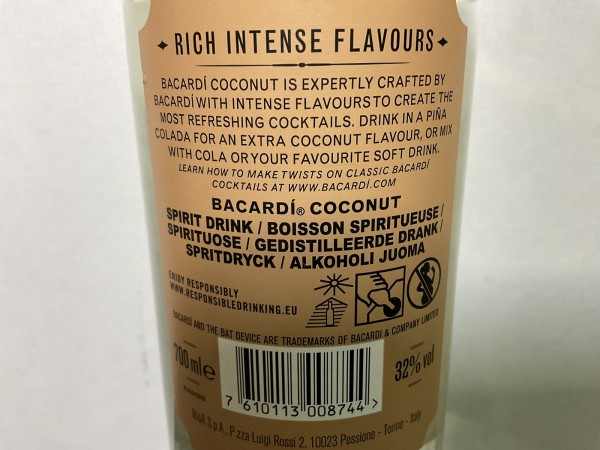 RICH INTENSE FLAVOURS
BACARDÍ COCONUT IS EXPERTLY CRAFTED BY
BACARDÍ WITH INTENSE FLAVOURS TO CREATE THE
MOST REFRESHING COCKTAILS. DRINK IN A PIÑA
COLADA FOR AN EXTRA COCONUT FLAVOUR, OR MIX
WITH COLA OR YOUR FAVOURITE SOFT DRINK.
LEARN HOW TO MAKE TWISTS ON CLASSIC BACARDÍ
COCKTAILS AT WWW.BACARDÍ.COM
BACARDÍ® COCONUT
SPIRIT DRINK / BOISSON SPIRITUEUSE /
SPIRITUOSE / GEDISTILLEERDE DRANK /
SPRITDRYCK / ALKOHOLI JUOMA
ENJOY RESPONSIBLY
WWW.RESPONSIBLEDRINKING.EU
BACARDÍ AND THE BAT DEVICE ARE TRADEMARKS OF BACARDI & COMPANY LIMITED
700 ml e
32% vol
7 610113 008744 >
M&R S.p.A., P.zza Luigi Rossi 2, 10023 Pessione - Torino - Italy